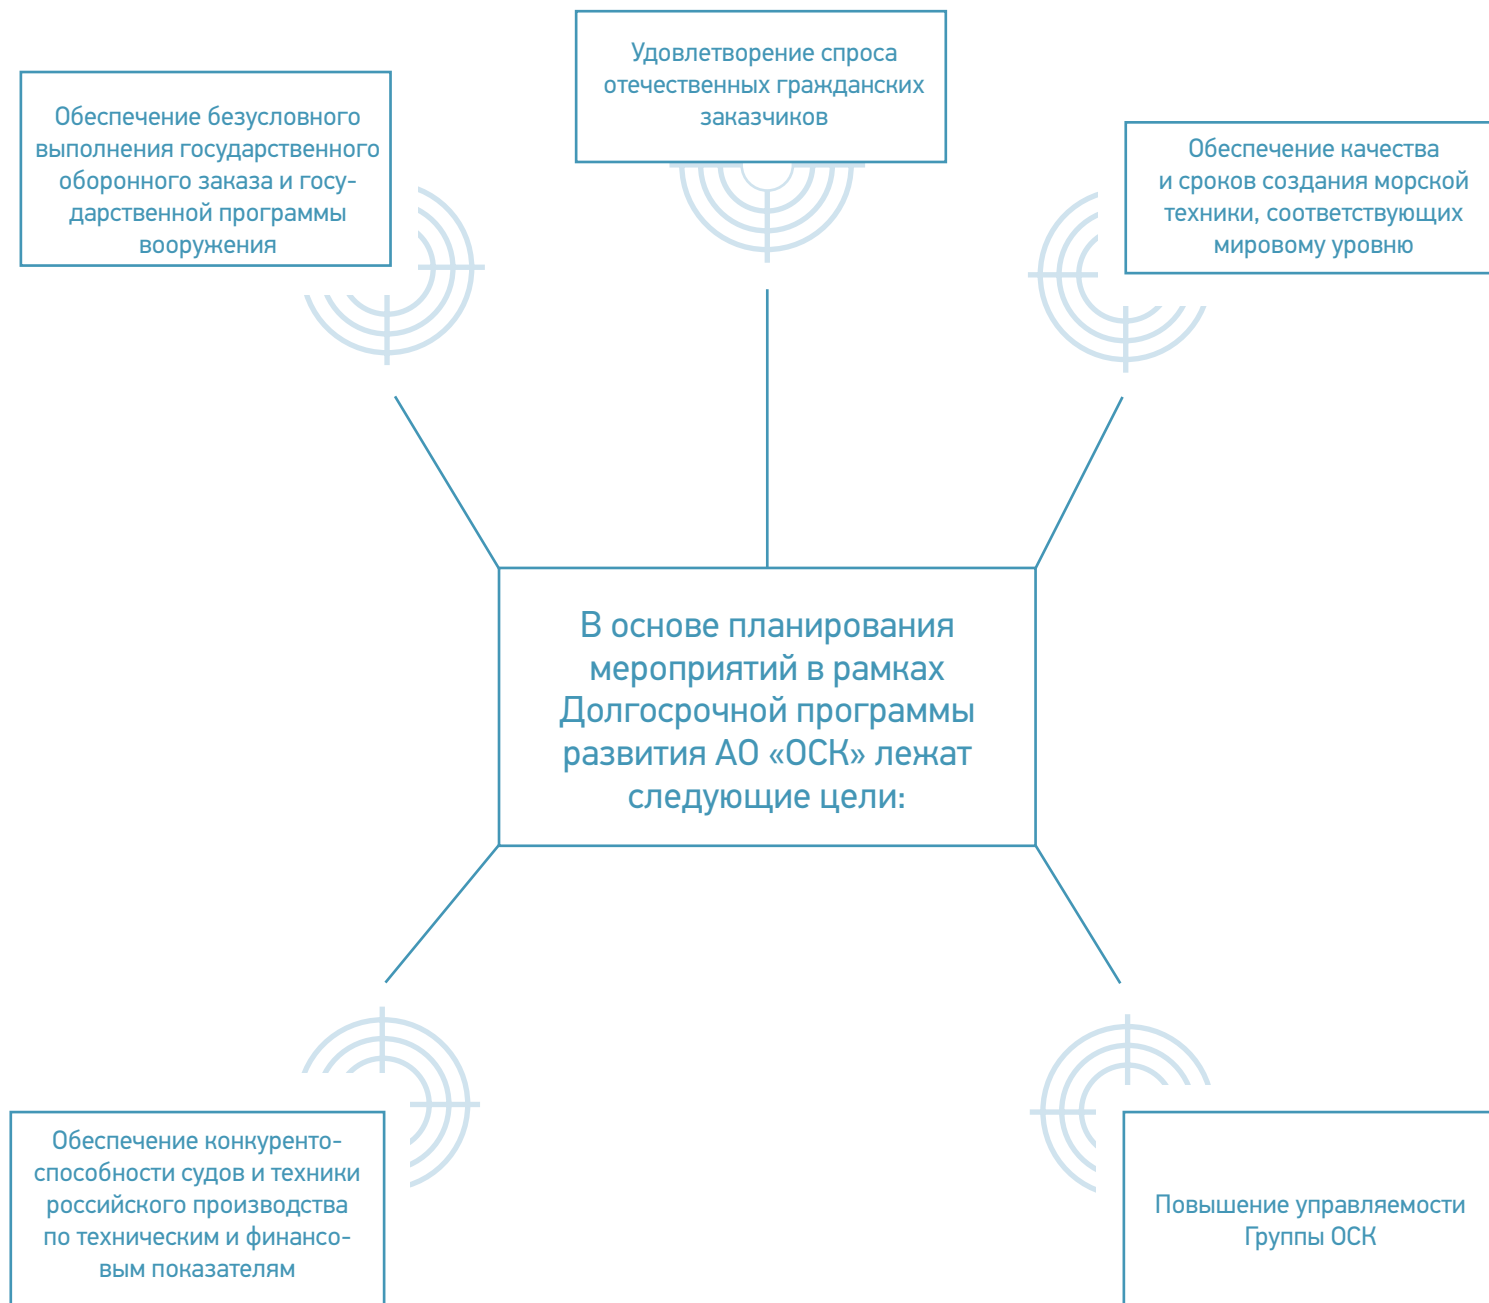 Удовлетворение спроса
отечественных гражданских
заказчиков
Обеспечение безусловного
выполнения государственного
оборонного заказа и госу-
дарственной программы
вооружения
Обеспечение качества
и сроков создания морской
техники, соответствующих
мировому уровню
В основе планирования
мероприятий в рамках
Долгосрочной программы
развития АО «ОСК» лежат
следующие цели:
Обеспечение конкуренто-
способности судов и техники
российского производства
по техническим и финансо-
вым показателям
Повышение управляемости
Группы ОСК